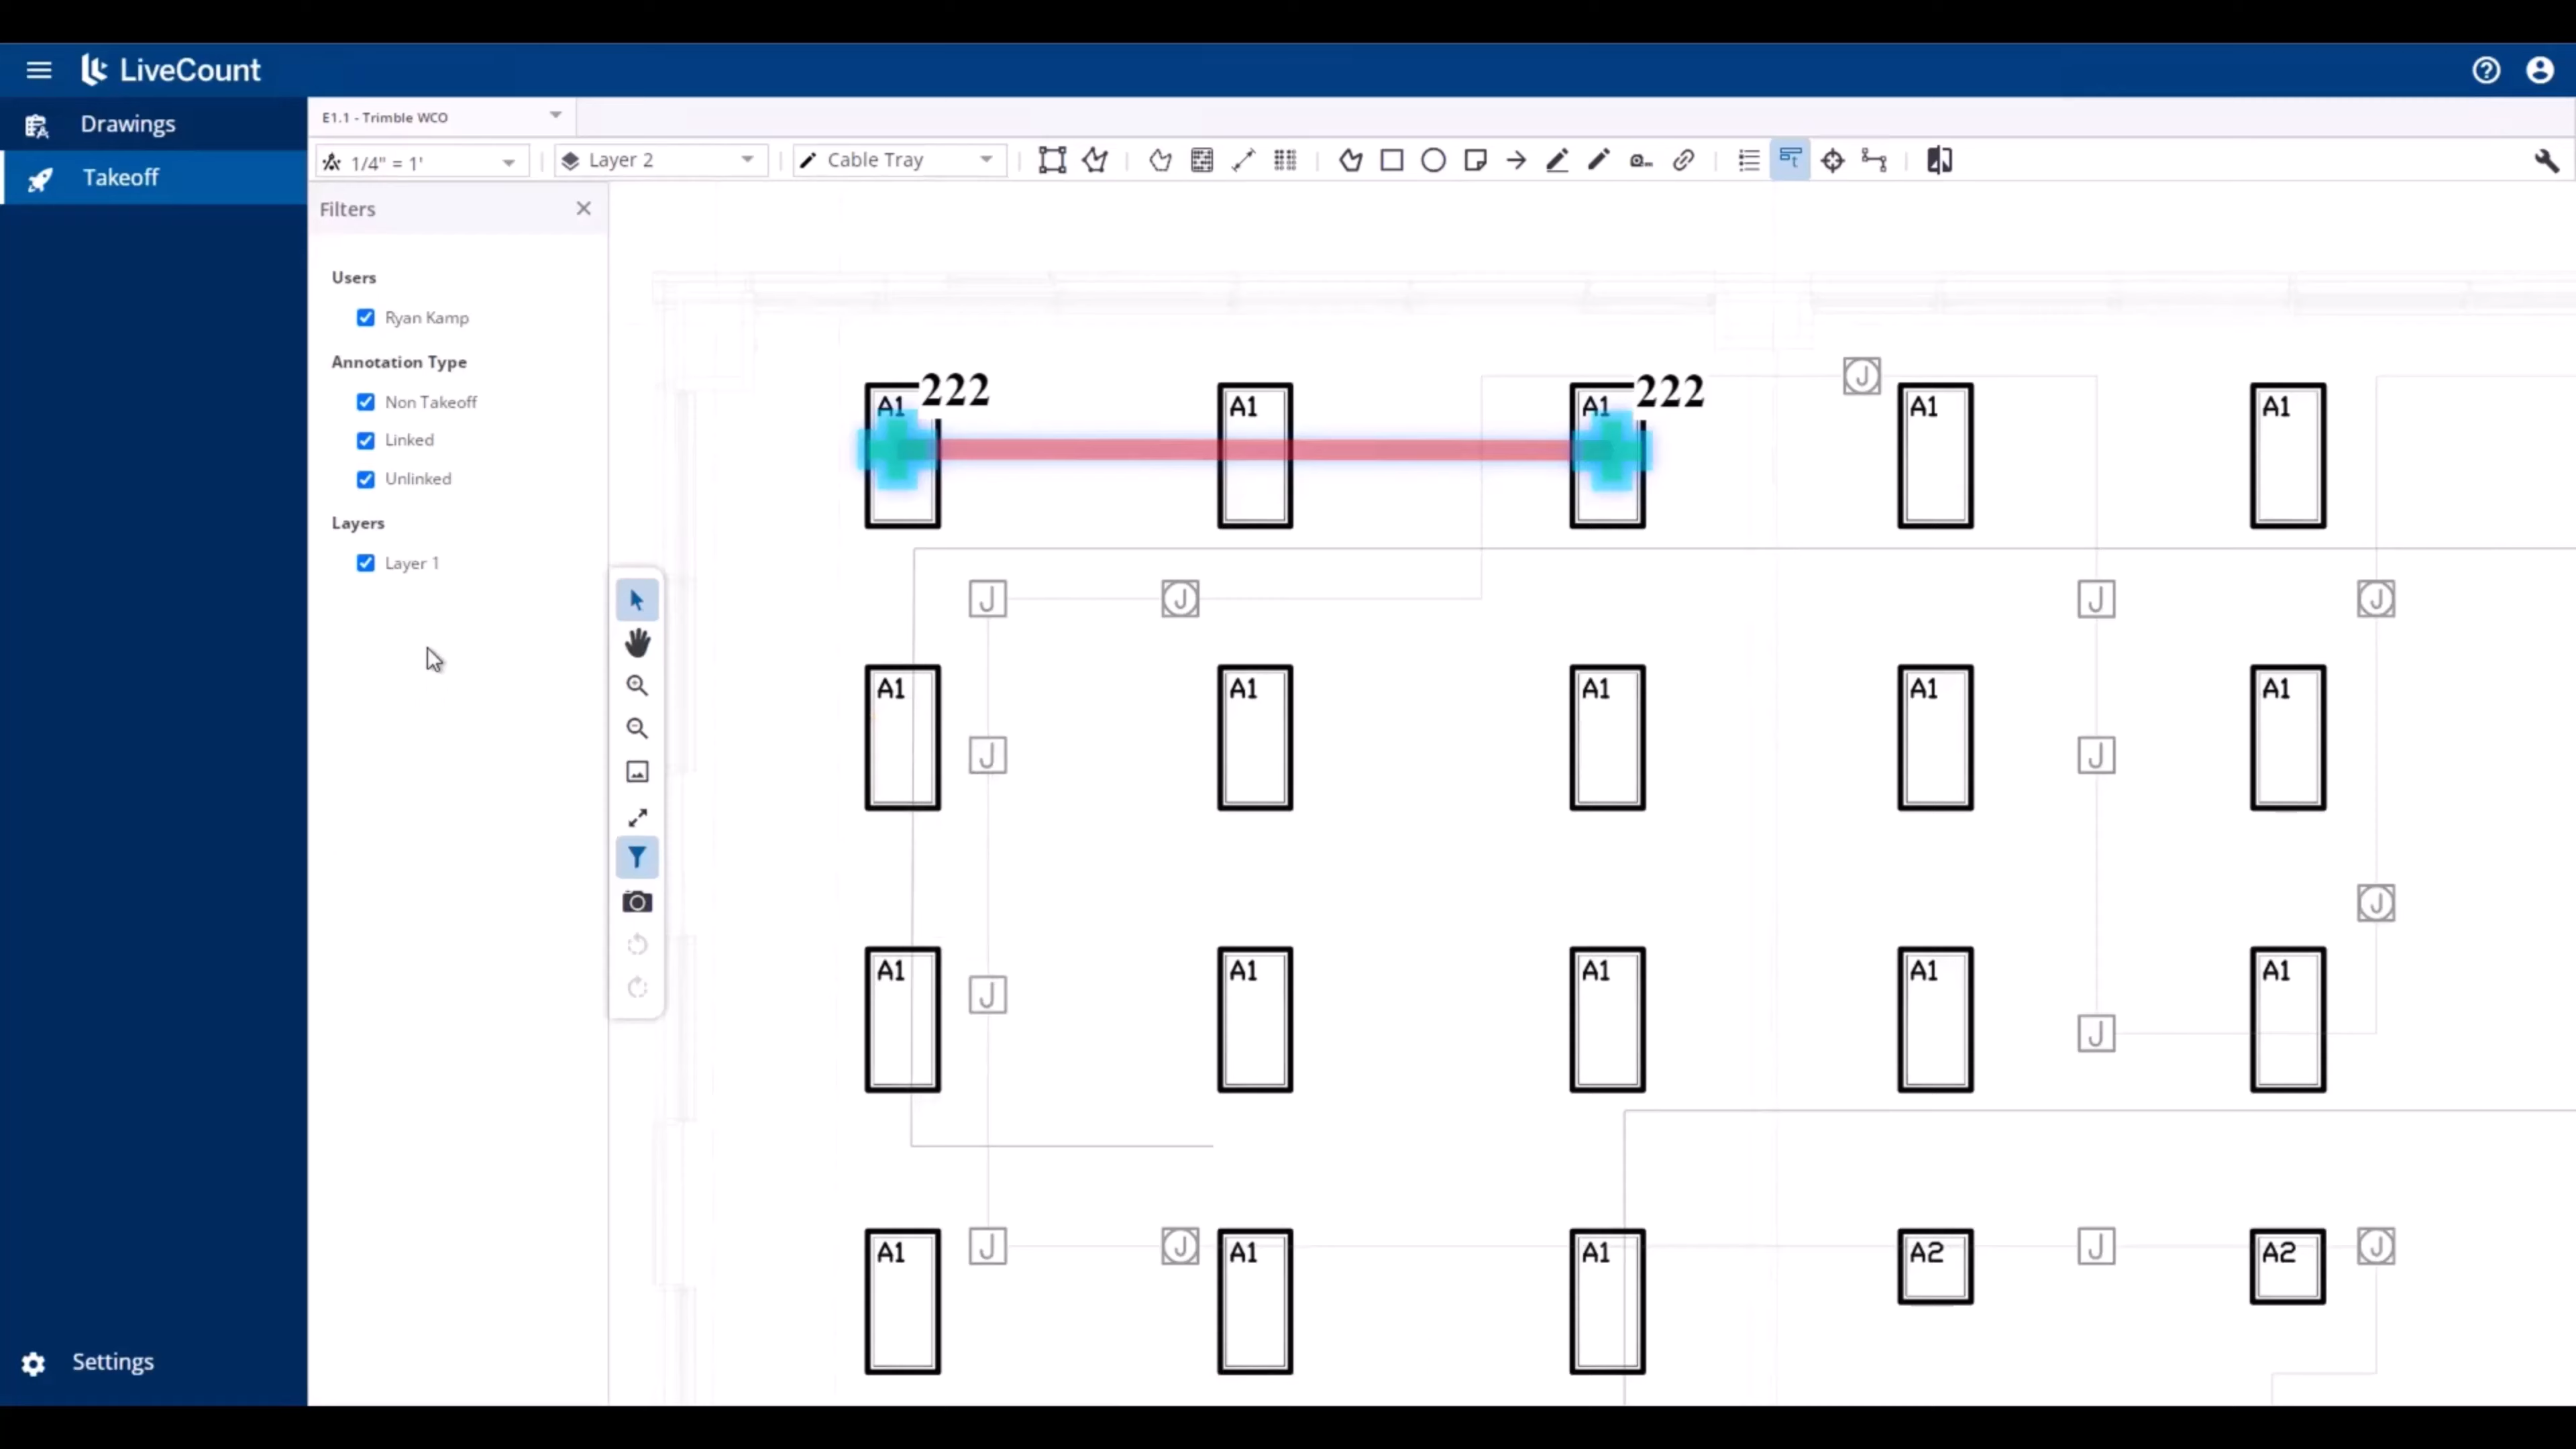 LiveCount
Drawings
E1.1 - Trimble WCO
1/4" = 1'
Layer 2
Cable Tray
Takeoff
Filters
Users
Ryan Kamp
Annotation Type
Non Takeoff
Linked
Unlinked
Layers
Layer 1
222
222
J
A1
A1
A1
A1
A1
J
J
J
J
A1
A1
A1
A1
A1
J
J
J
A1
A1
A1
A1
A1
J
J
J
J
J
J
A1
A1
A1
A2
A2
Settings